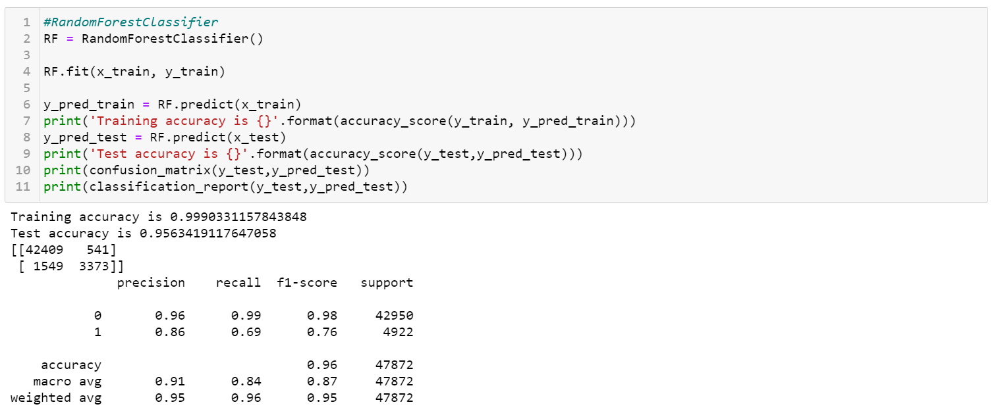 1 #RandomForestClassifier
2 RF = RandomForestClassifier()
3
4 RF.fit(x_train, y_train)
5
6 y_pred_train = RF.predict(x_train)
7 print('Training accuracy is {}'.format(accuracy_score(y_train, y_pred_train)))
8 y_pred_test = RF.predict(x_test)
9 print('Test accuracy is {}'.format(accuracy_score(y_test,y_pred_test)))
10 print(confusion_matrix(y_test,y_pred_test))
11 print(classification_report(y_test,y_pred_test))
Training accuracy is 0.9990331157843848
Test accuracy is 0.9563419117647058
[[42409   541]
 [ 1549  3373]]
              precision    recall  f1-score   support

           0       0.96      0.99      0.98     42950
           1       0.86      0.69      0.76      4922

    accuracy                           0.96     47872
   macro avg       0.91      0.84      0.87     47872
weighted avg       0.95      0.96      0.95     47872